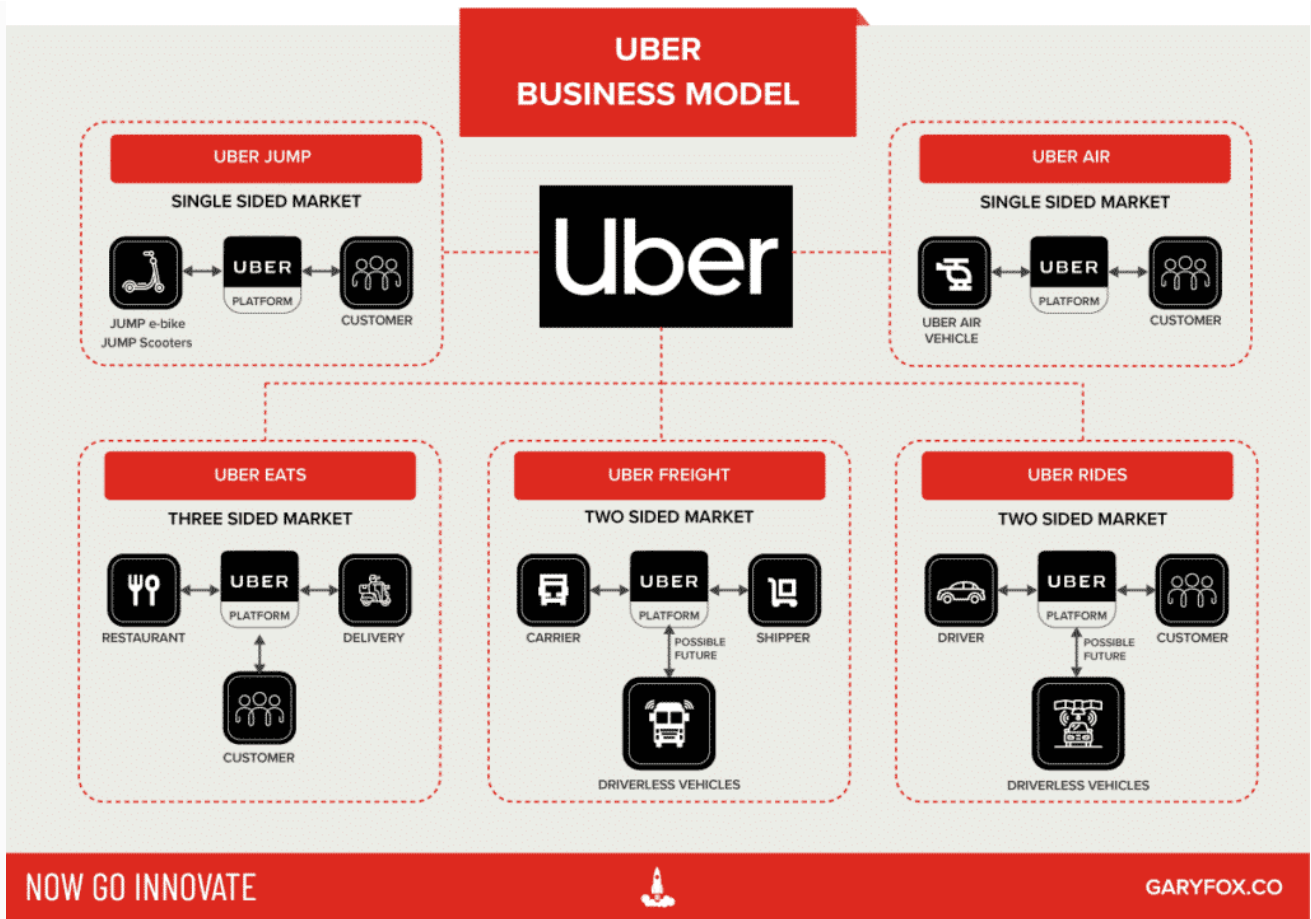 UBER
BUSINESS MODEL
UBER JUMP
SINGLE SIDED MARKET
UBER
PLATFORM
JUMP e-bike
JUMP Scooters
CUSTOMER
Uber
UBER AIR
SINGLE SIDED MARKET
UBER
PLATFORM
UBER AIR
VEHICLE
CUSTOMER
UBER EATS
THREE SIDED MARKET
UBER
PLATFORM
RESTAURANT
DELIVERY
CUSTOMER
UBER FREIGHT
TWO SIDED MARKET
UBER
PLATFORM
CARRIER
SHIPPER
POSSIBLE
FUTURE
DRIVERLESS VEHICLES
UBER RIDES
TWO SIDED MARKET
UBER
PLATFORM
DRIVER
CUSTOMER
POSSIBLE
FUTURE
DRIVERLESS VEHICLES
NOW GO INNOVATE
GARYFOX.CO